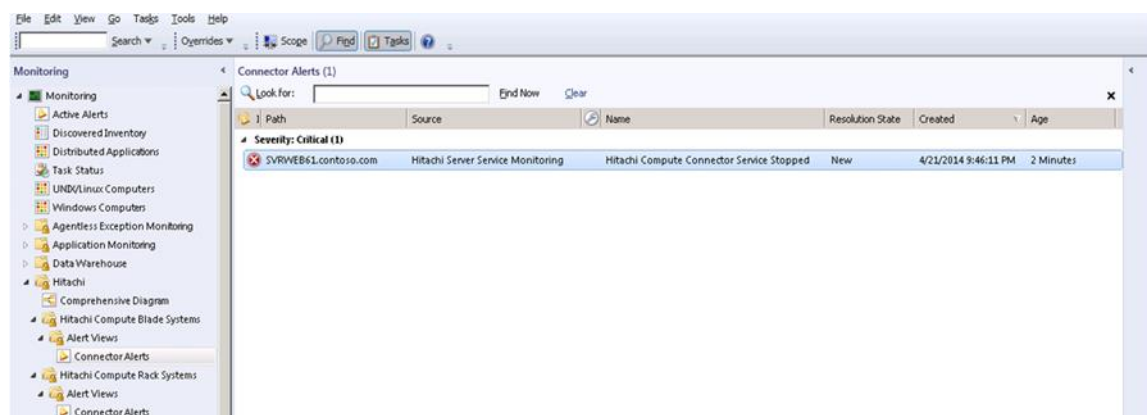 File Edit View Go Tasks Tools Help
Search Overrides Scope Find Tasks
Monitoring
Connector Alerts (1)
Look for: Find Now Clear
Monitoring
Active Alerts
Discovered Inventory
Distributed Applications
Task Status
UNIX/Linux Computers
Windows Computers
Agentless Exception Monitoring
Application Monitoring
Data Warehouse
Hitachi
Comprehensive Diagram
Hitachi Compute Blade Systems
Alert Views
Connector Alerts
Hitachi Compute Rack Systems
Alert Views
Connector Alerts
Path Source Name Resolution State Created Age
Severity: Critical (1)
SVRWEB61.contoso.com Hitachi Server Service Monitoring Hitachi Compute Connector Service Stopped New 4/21/2014 9:46:11 PM 2 Minutes